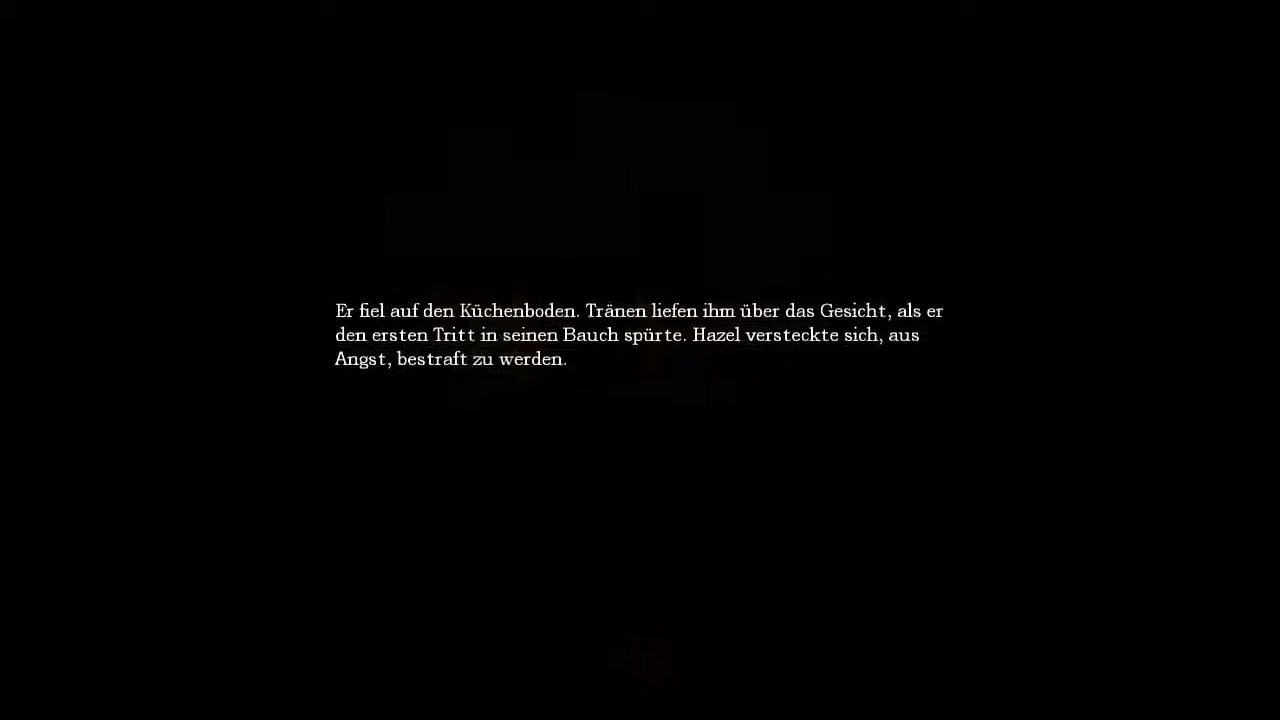 Er fiel auf den Küchenboden. Tränen liefen ihm über das Gesicht, als er
den ersten Tritt in seinen Bauch spürte. Hazel versteckte sich, aus
Angst, bestraft zu werden.